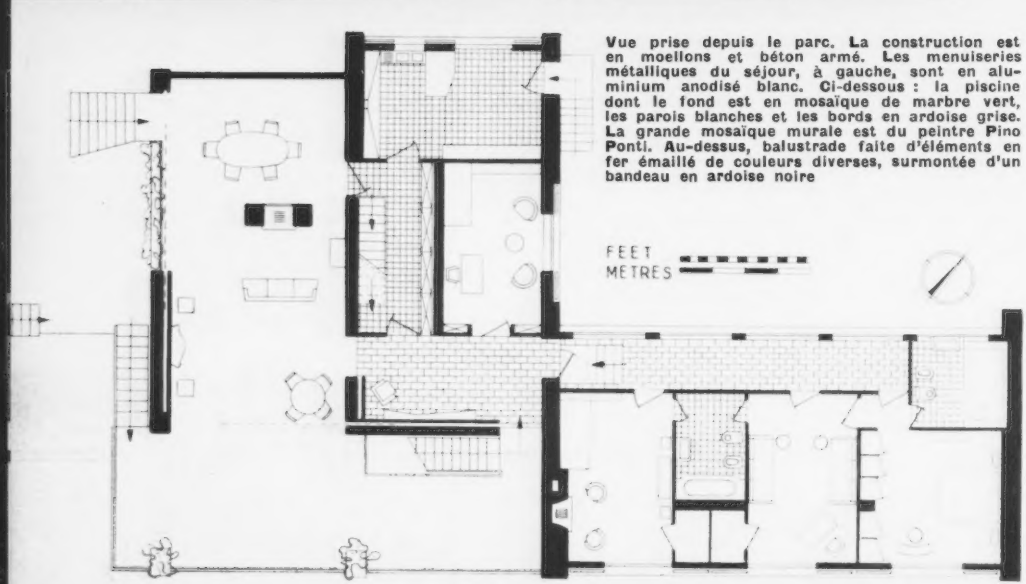 Vue prise depuis le parc. La construction est
en moellons et béton armé. Les menuiseries
métalliques du séjour, à gauche, sont en alu-
minium anodisé blanc. Ci-dessous : la piscine
dont le fond est en mosaïque de marbre vert,
les parois blanches et les bords en ardoise grise.
La grande mosaïque murale est du peintre Pino
Ponti. Au-dessus, balustrade faite d'éléments en
fer émaillé de couleurs diverses, surmontée d'un
bandeau en ardoise noire
FEET
METRES